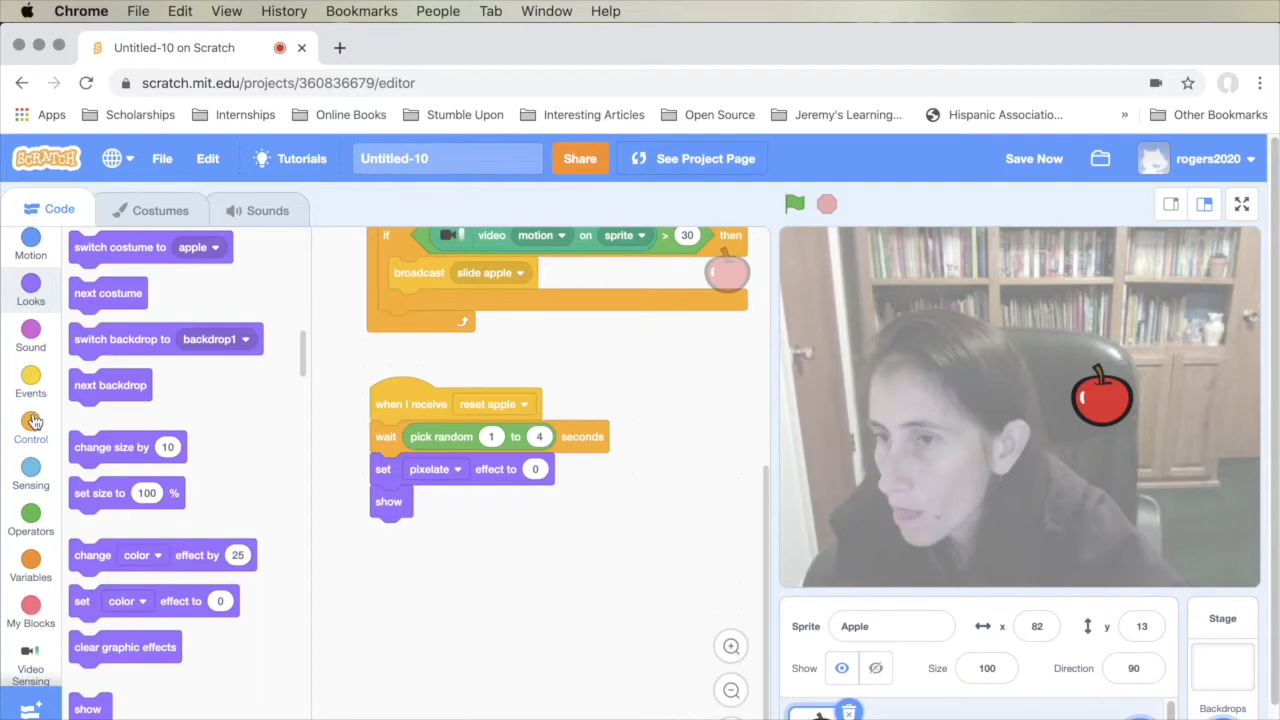 Chrome File Edit View History Bookmarks People Tab Window Help
Untitled-10 on Scratch
scratch.mit.edu/projects/360836679/editor
Apps Scholarships Internships Online Books Stumble Upon Interesting Articles Open Source Jeremy's Learning... Hispanic Associatio... » Other Bookmarks
SCRATCH File Edit Tutorials Untitled-10 Share See Project Page Save Now rogers2020
Code Costumes Sounds
Motion
Looks
Sound
Events
Control
Sensing
Operators
Variables
My Blocks
Video
Sensing
switch costume to apple
next costume
switch backdrop to backdrop1
next backdrop
change size by 10
set size to 100 %
change color effect by 25
set color effect to 0
clear graphic effects
show
if video motion on sprite > 30 then
broadcast slide apple
when I receive reset apple
wait pick random 1 to 4 seconds
set pixelate effect to 0
show
Sprite Apple x 82 y 13
Show Size 100 Direction 90
Stage
Backdrops